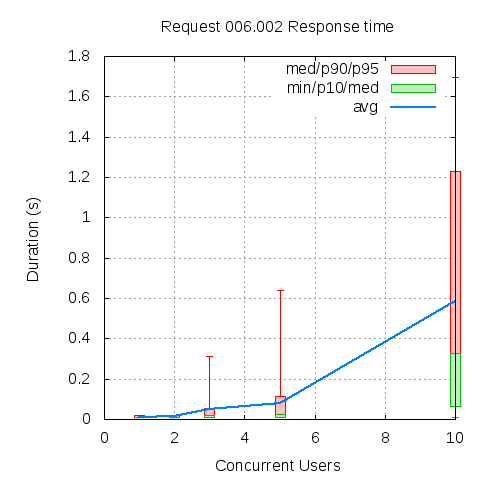 Request 006.002 Response time
1.8
1.6
1.4
1.2
1
0.8
0.6
0.4
0.2
0
Duration (s)
med/p90/p95
min/p10/med
avg
0 2 4 6 8 10
Concurrent Users